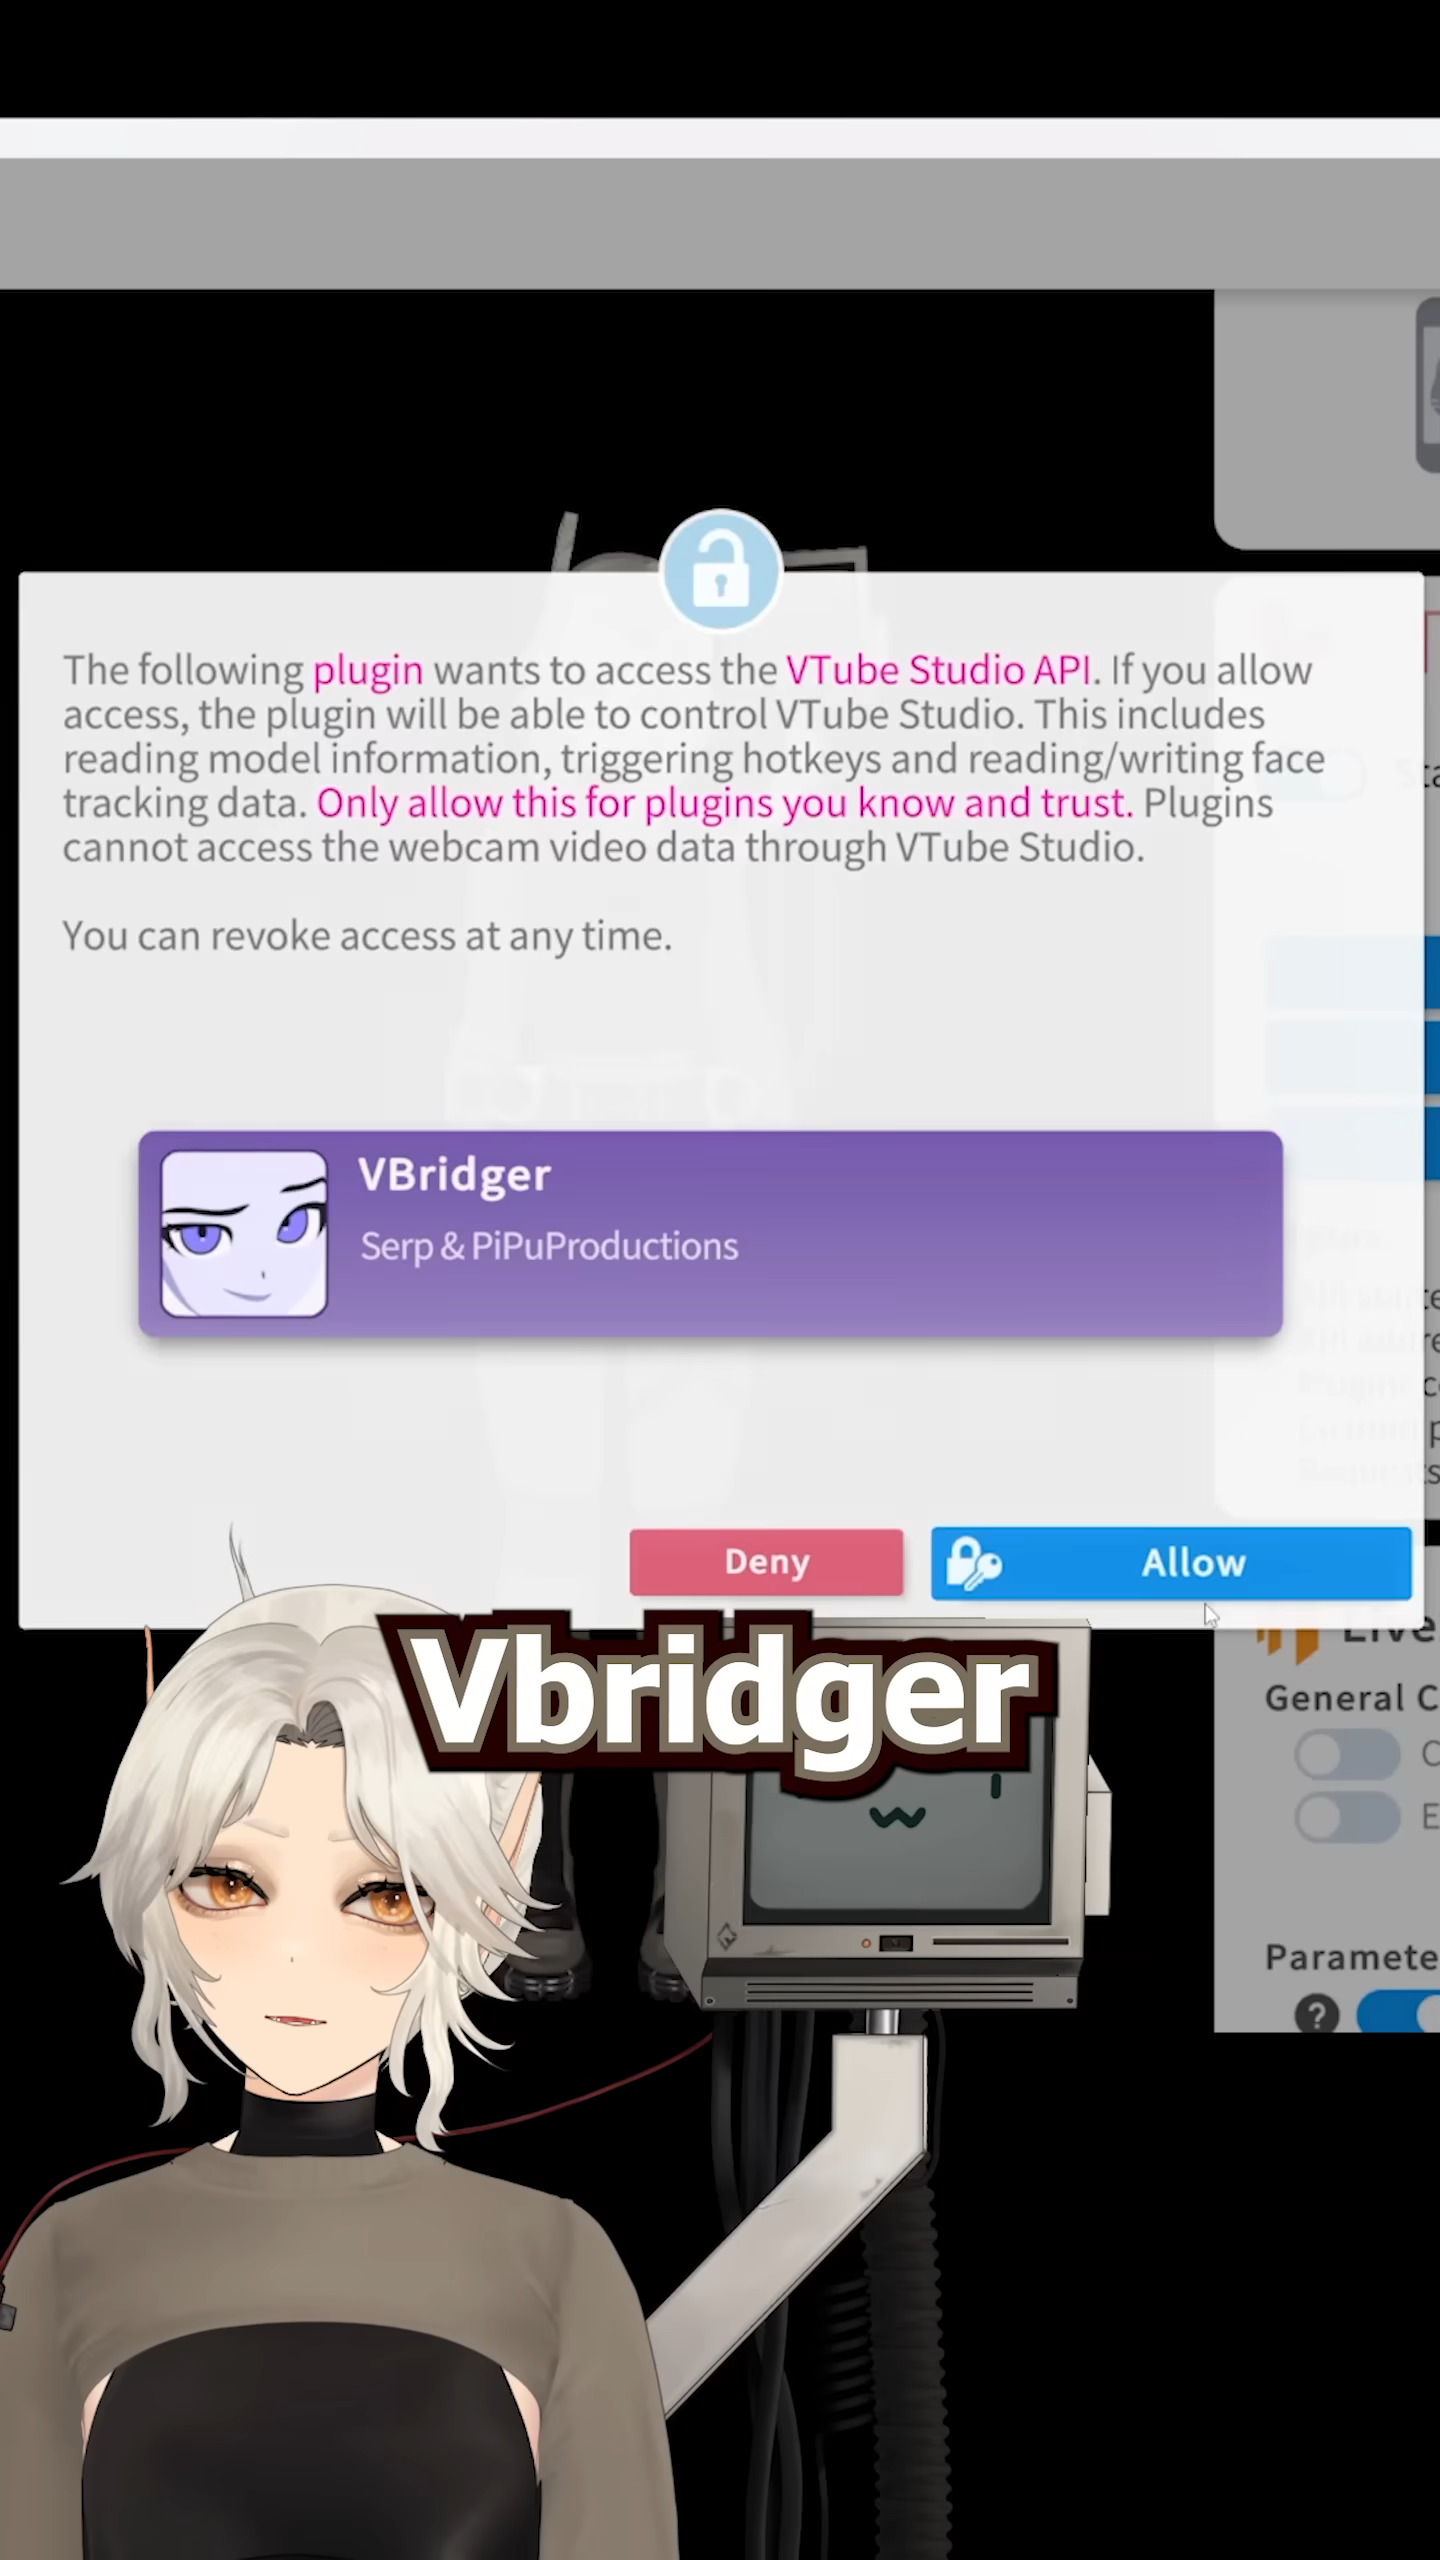 The following plugin wants to access the VTube Studio API. If you allow
access, the plugin will be able to control VTube Studio. This includes
reading model information, triggering hotkeys and reading/writing face
tracking data. Only allow this for plugins you know and trust. Plugins
cannot access the webcam video data through VTube Studio.
You can revoke access at any time.
VBridger
Serp & PiPuProductions
Deny
Allow
Vbridger
Live
General C
Paramete
?